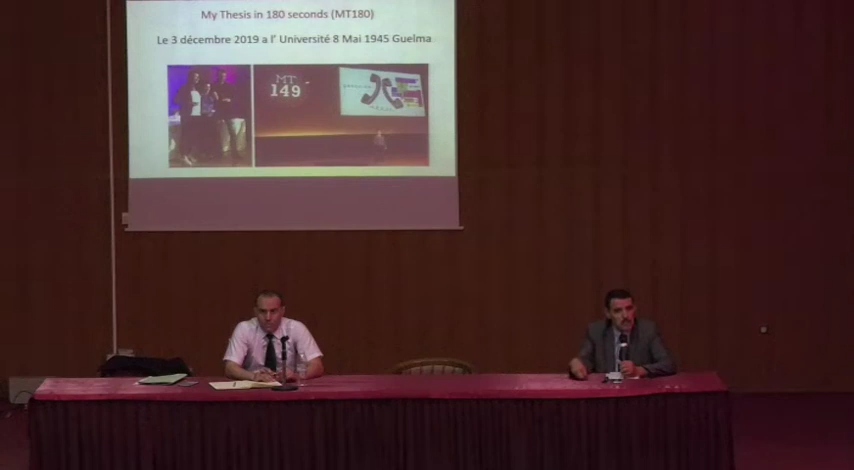 My Thesis in 180 seconds (MT180)
Le 3 décembre 2019 a l' Université 8 Mai 1945 Guelma
MT
149